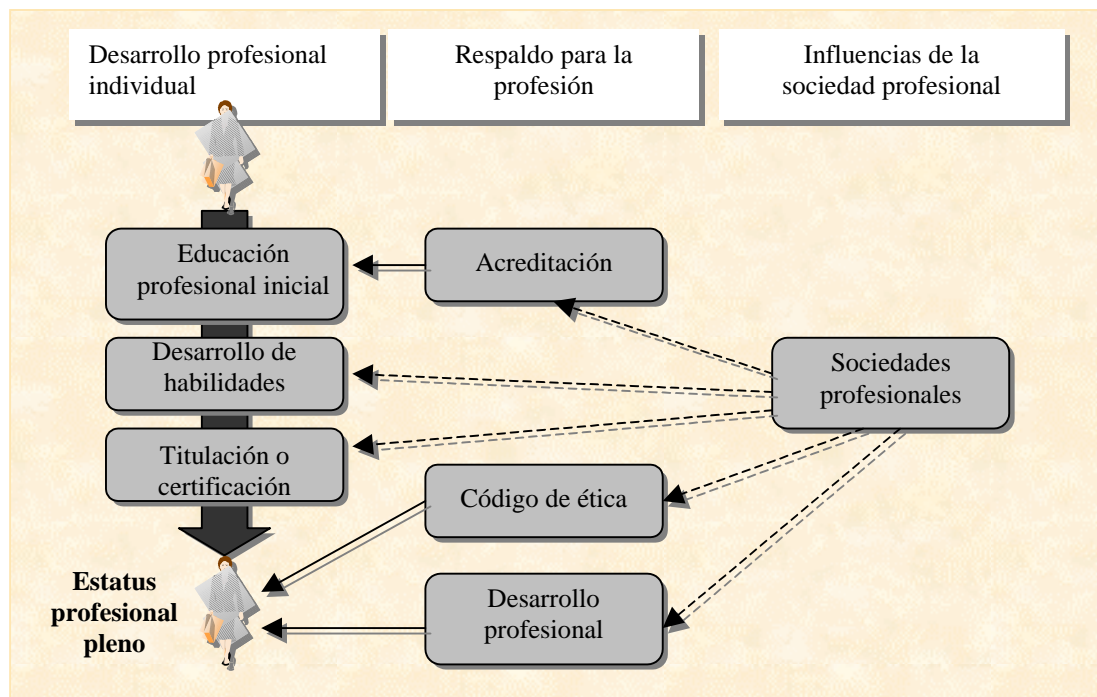 Desarrollo profesional
individual
Respaldo para la
profesión
Influencias de la
sociedad profesional
Educación
profesional inicial
Acreditación
Desarrollo de
habilidades
Sociedades
profesionales
Titulación o
certificación
Código de ética
Estatus
profesional
pleno
Desarrollo
profesional